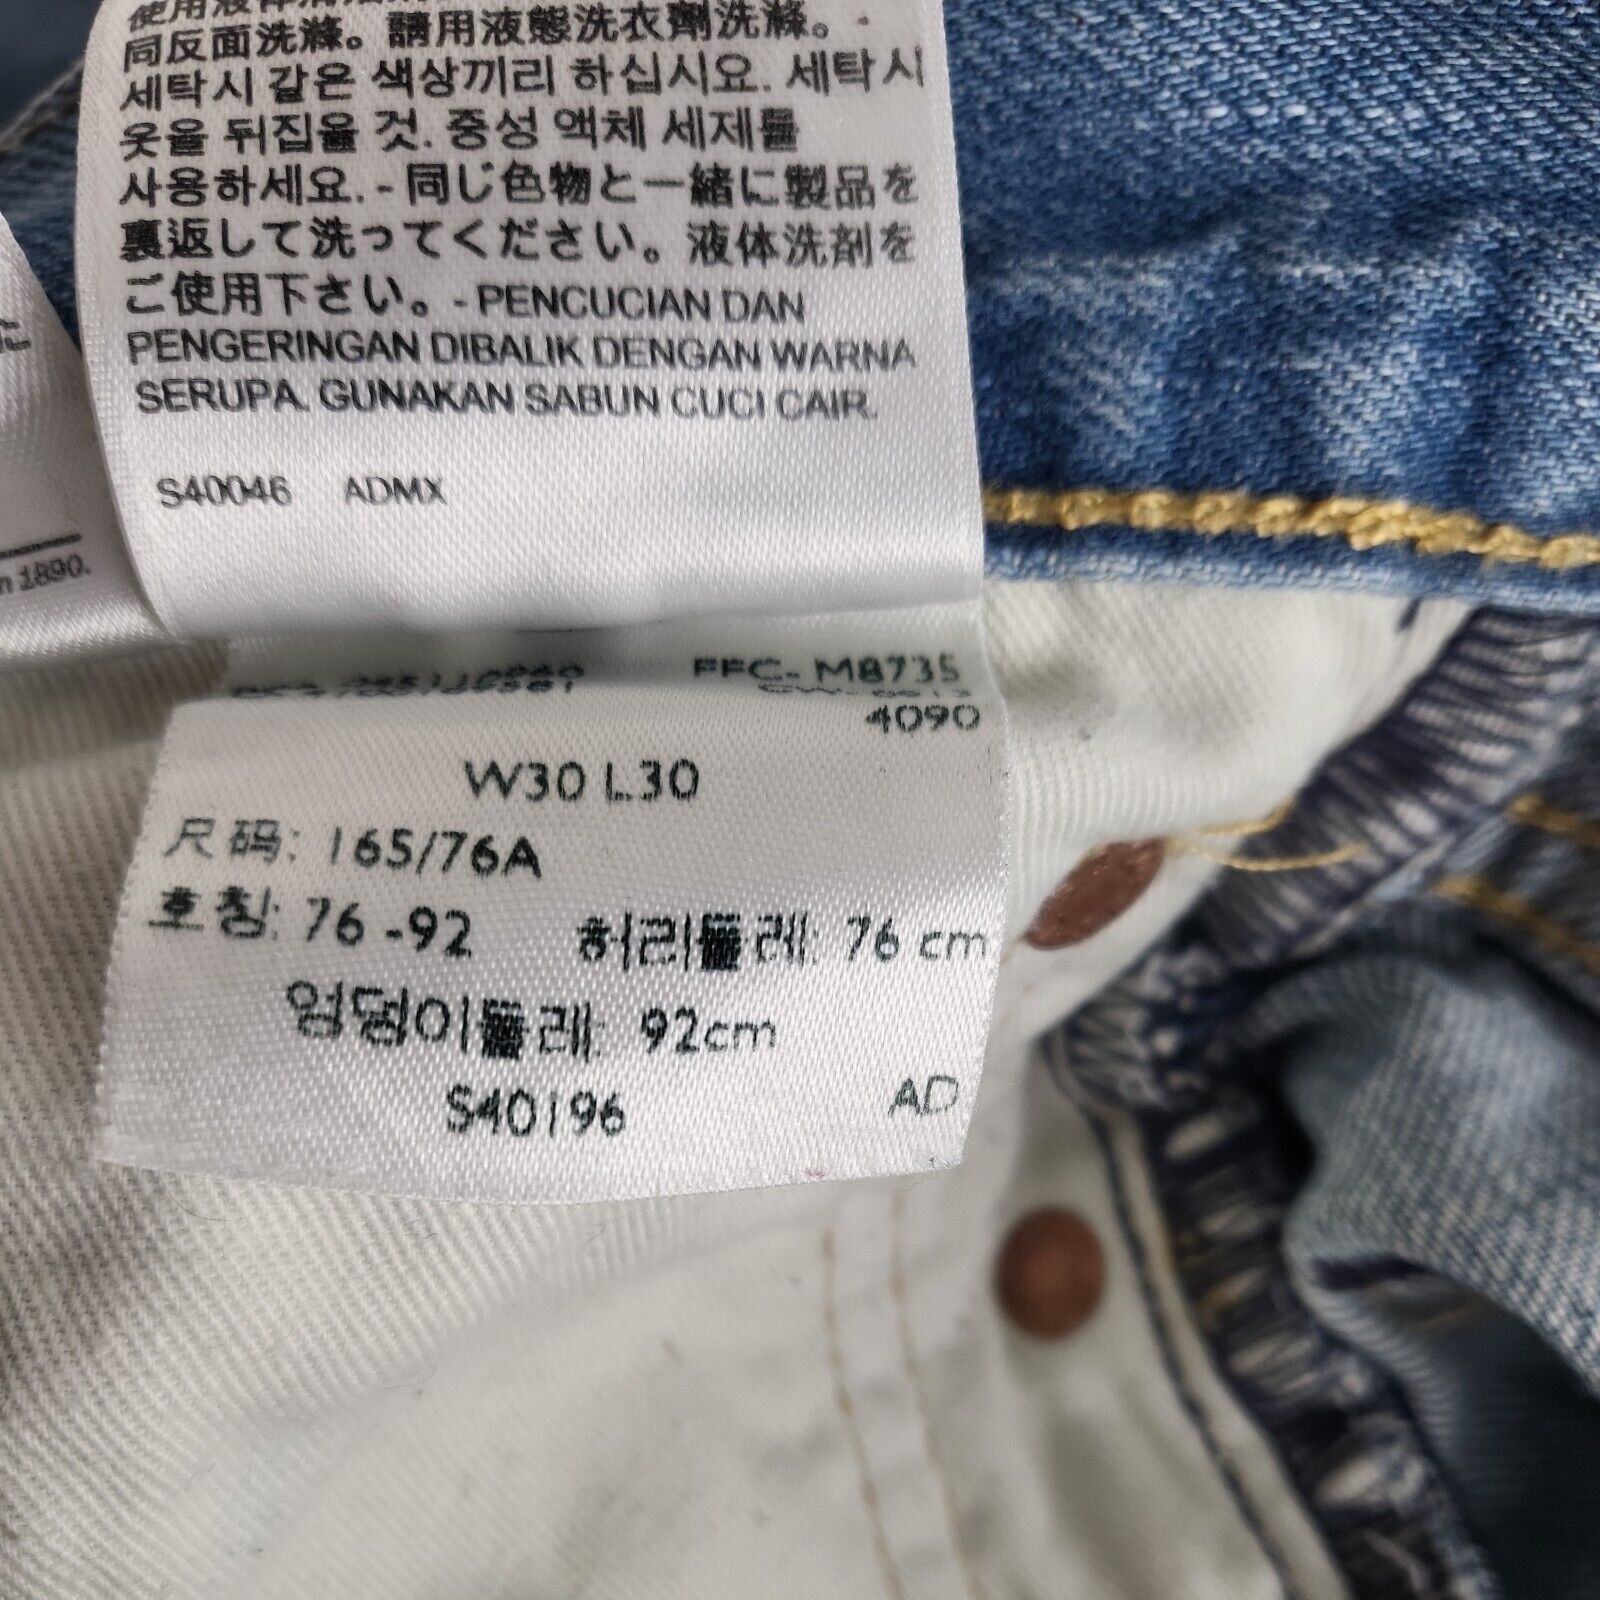 同反面洗滌。請用液態洗衣劑洗滌。-
세탁시 같은 색상끼리 하십시요. 세탁시
옷을 뒤집을 것. 중성 액체 세제를
사용하세요. - 同じ色物と一緒に製品を
裏返して洗ってください。液体洗剤を
ご使用下さい。- PENCUCIAN DAN
PENGERINGAN DIBALIK DENGAN WARNA
SERUPA. GUNAKAN SABUN CUCI CAIR.
S40046 ADMX
n 1890.
FFC- M8735
4090
W30 L30
尺码: 165/76A
호칭: 76 -92 허리둘레: 76 cm
엉덩이둘레: 92cm
S40196 AD